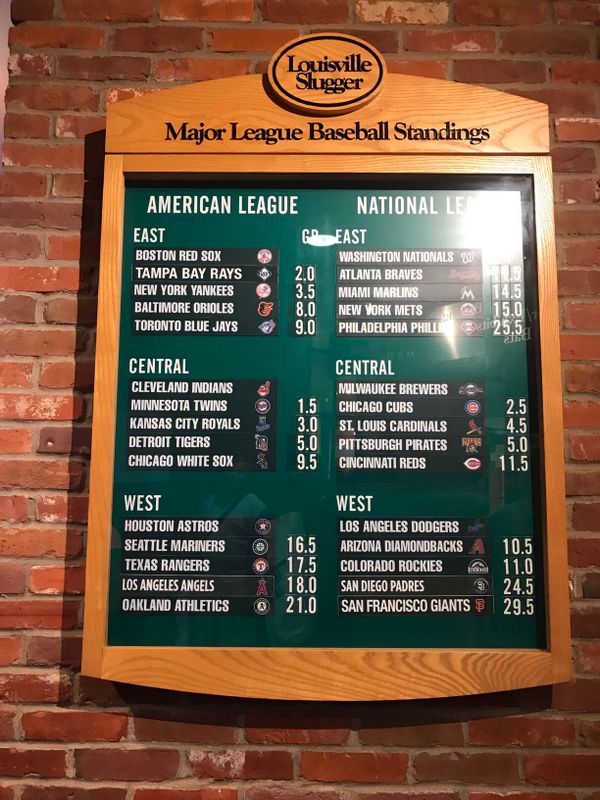 Louisville
Slugger
Major League Baseball Standings
AMERICAN LEAGUE
EAST GB
BOSTON RED SOX
TAMPA BAY RAYS 2.0
NEW YORK YANKEES 3.5
BALTIMORE ORIOLES 8.0
TORONTO BLUE JAYS 9.0
CENTRAL
CLEVELAND INDIANS
MINNESOTA TWINS 1.5
KANSAS CITY ROYALS 3.0
DETROIT TIGERS 5.0
CHICAGO WHITE SOX 9.5
WEST
HOUSTON ASTROS
SEATTLE MARINERS 16.5
TEXAS RANGERS 17.5
LOS ANGELES ANGELS 18.0
OAKLAND ATHLETICS 21.0
NATIONAL
EAST
WASHINGTON NATIONALS
ATLANTA BRAVES
MIAMI MARLINS 14.5
NEW YORK METS 15.0
PHILADELPHIA 25.5
CENTRAL
MILWAUKEE BREWERS
CHICAGO CUBS 2.5
ST. LOUIS CARDINALS 4.5
PITTSBURGH PIRATES 5.0
CINCINNATI REDS 11.5
WEST
LOS ANGELES DODGERS
ARIZONA DIAMONDBACKS 10.5
COLORADO ROCKIES 11.0
SAN DIEGO PADRES 24.5
SAN FRANCISCO GIANTS 29.5